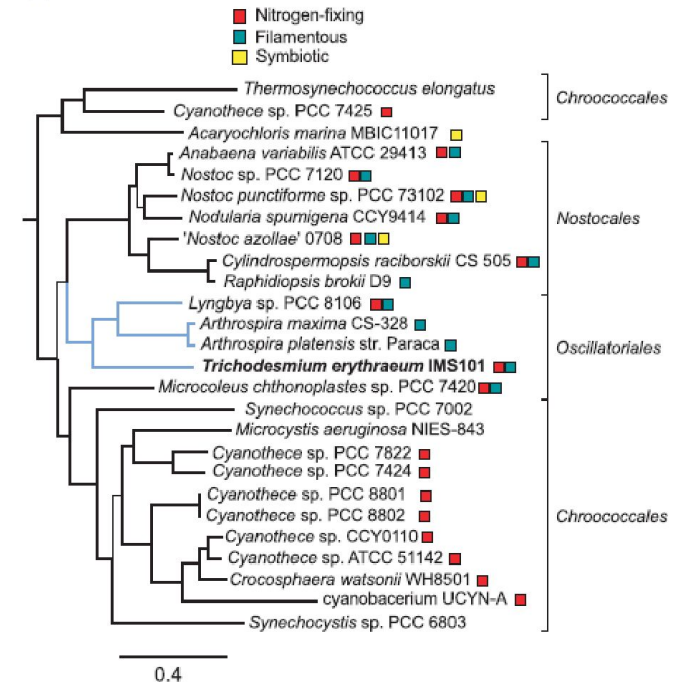 Nitrogen-fixing
Filamentous
Symbiotic
Thermosynechococcus elongatus
Chroococcales
Cyanothece sp. PCC 7425
Acaryochloris marina MBIC11017
Anabaena variabilis ATCC 29413
Nostoc sp. PCC 7120
Nostoc punctiforme sp. PCC 73102
Nodularia spumigena CCY9414
Nostocales
'Nostoc azollae' 0708
Cylindrospermopsis raciborskii CS 505
Raphidiopsis brokii D9
Lyngbya sp. PCC 8106
Arthrospira maxima CS-328
Arthrospira platensis str. Paraca
Oscillatoriales
Trichodesmium erythraeum IMS101
Microcoleus chthonoplastes sp. PCC 7420
Synechococcus sp. PCC 7002
Microcystis aeruginosa NIES-843
Cyanothece sp. PCC 7822
Cyanothece sp. PCC 7424
Cyanothece sp. PCC 8801
Cyanothece sp. PCC 8802
Chroococcales
Cyanothece sp. CCY0110
Cyanothece sp. ATCC 51142
Crocosphaera watsonii WH8501
cyanobacerium UCYN-A
Synechocystis sp. PCC 6803
0.4